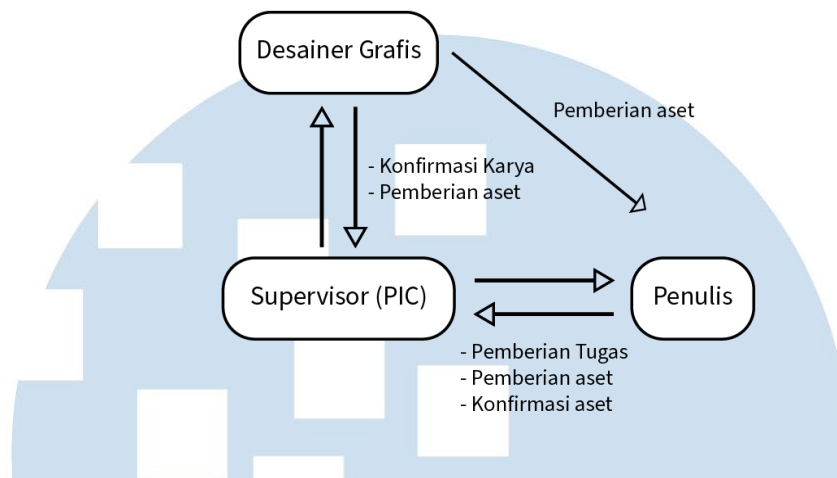 Desainer Grafis
Pemberian aset
- Konfirmasi Karya
- Pemberian aset
Supervisor (PIC)
Penulis
- Pemberian Tugas
- Pemberian aset
- Konfirmasi aset